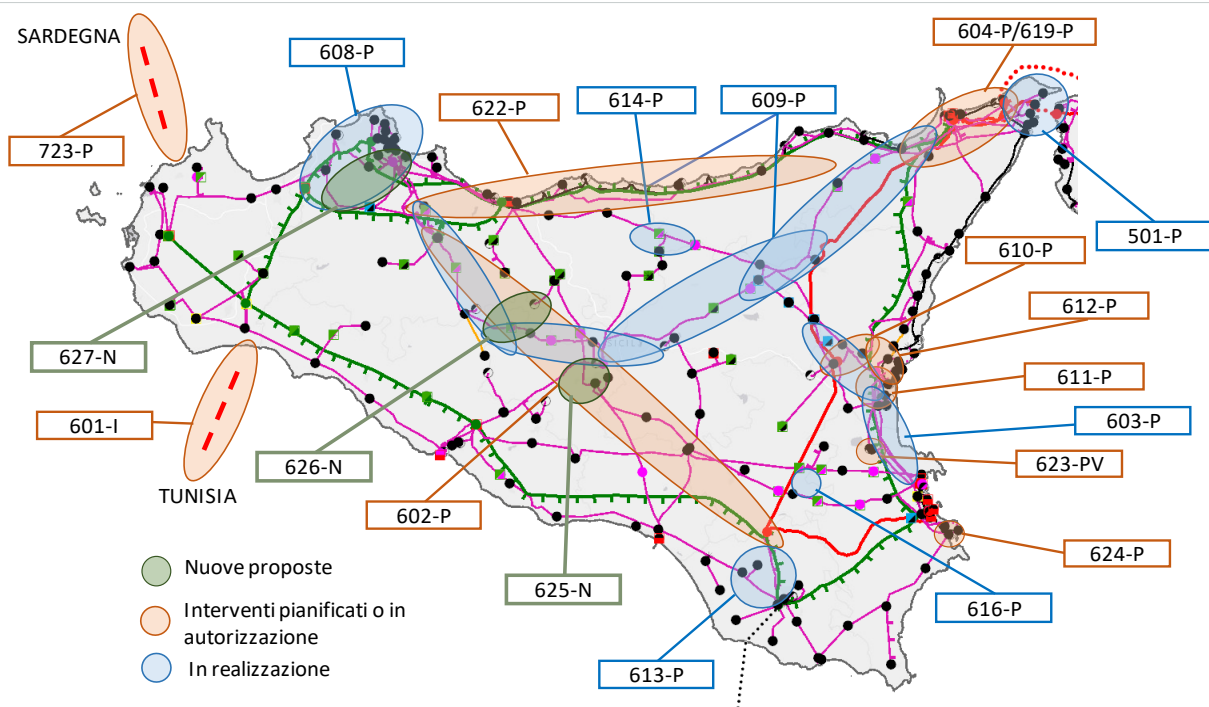 SARDEGNA
604-P/619-P
608-P
622-P
614-P
609-P
723-P
501-P
610-P
612-P
627-N
611-P
601-I
603-P
626-N
623-PV
TUNISIA
602-P
624-P
Nuove proposte
625-N
616-P
Interventi pianificati o in
autorizzazione
In realizzazione
613-P